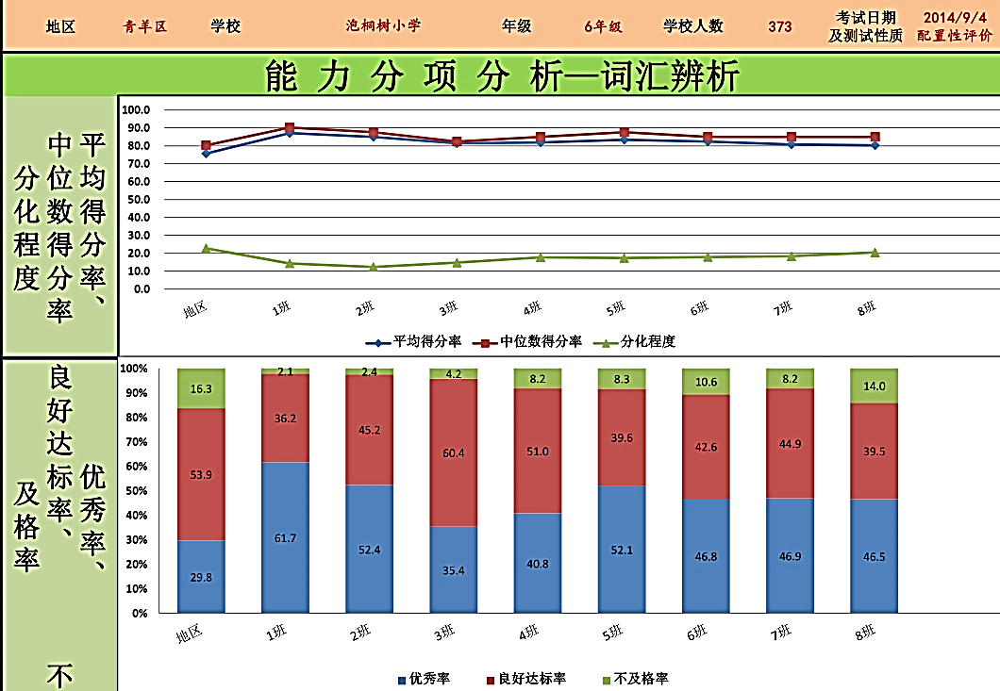 地区 青羊区 学校 泡桐树小学 年级 6年级 学校人数 373 考试日期及测试性质 2014/9/4 配置性评价
能 力 分 项 分 析—词汇辨析
平均得分率、
中位数得分率
分化程度
100.0
90.0
80.0
70.0
60.0
50.0
40.0
30.0
20.0
10.0
0.0
地区 1班 2班 3班 4班 5班 6班 7班 8班
平均得分率 中位数得分率 分化程度
优秀率、
良好达标率、 不
及格率
100%
90%
80%
70%
60%
50%
40%
30%
20%
10%
0%
16.3 2.1 2.4 4.2 8.2 8.3 10.6 8.2 14.0
53.9 36.2 45.2 60.4 51.0 39.6 42.6 44.9 39.5
29.8 61.7 52.4 35.4 40.8 52.1 46.8 46.9 46.5
地区 1班 2班 3班 4班 5班 6班 7班 8班
优秀率 良好达标率 不及格率